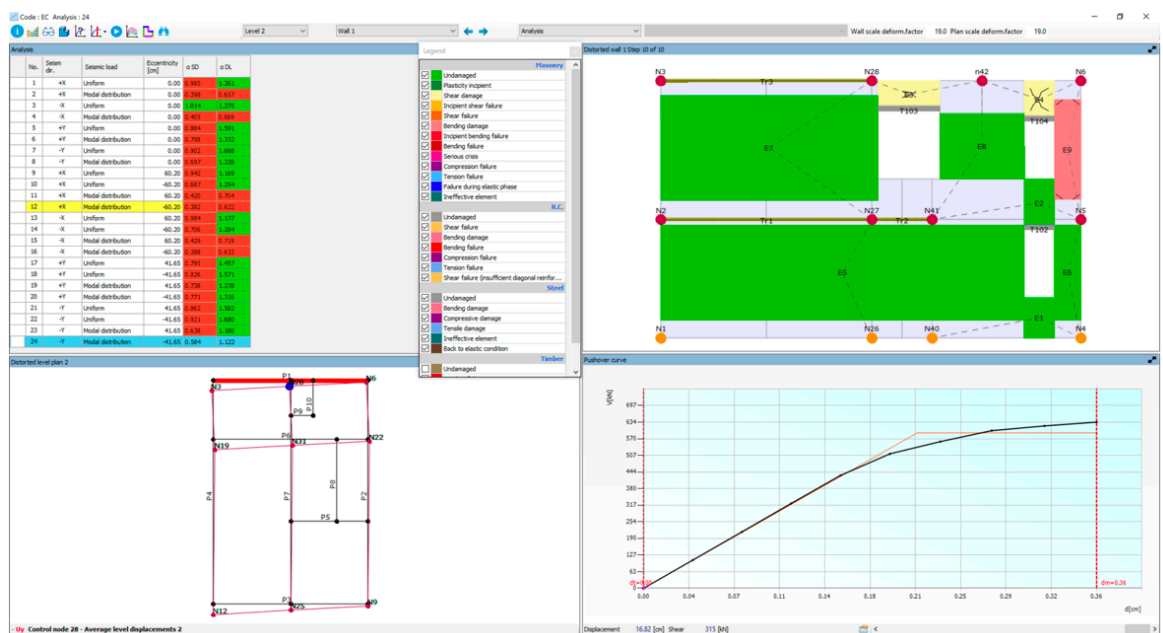 Code : EC Analysis : 24
Level 2 Wall 1 Analysis Wall scale deform.factor 19.0 Plan scale deform.factor 19.0
Analysis
No. Seism dir. Seismic load Eccentricity [cm] α SD α DL
1 +X Uniform 0.00 0.983 1.261
2 +X Modal distribution 0.00 0.398 0.657
3 -X Uniform 0.00 1.014 1.275
4 -X Modal distribution 0.00 0.405
5 +Y Uniform 0.00 0.884 1.591
6 +Y Modal distribution 0.00 0.798 1.332
7 -Y Uniform 0.00 0.902 1.668
8 -Y Modal distribution 0.00 0.697 1.228
9 +X Uniform 60.20 0.942 1.169
10 +X Uniform -60.20 0.687 1.254
11 +X Modal distribution 60.20 0.420 0.704
12 +X Modal distribution -60.20 0.382 0.622
13 -X Uniform 60.20 0.984 1.177
14 -X Uniform -60.20 0.706 1.284
15 -X Modal distribution 60.20 0.429 0.719
16 -X Modal distribution -60.20 0.388 0.633
17 +Y Uniform 41.65 0.795 1.457
18 +Y Uniform -41.65 0.826 1.571
19 +Y Modal distribution 41.65 0.738 1.276
20 +Y Modal distribution -41.65 0.771 1.336
21 -Y Uniform 41.65 0.862 1.582
22 -Y Uniform -41.65 0.921 1.680
23 -Y Modal distribution 41.65 0.638 1.180
24 -Y Modal distribution -41.65 0.584 1.122
Legend
Masonry
Undamaged
Plasticity incipient
Shear damage
Incipient shear failure
Shear failure
Bending damage
Incipient bending failure
Bending failure
Serious crisis
Compression failure
Tension failure
Failure during elastic phase
Ineffective element
R.C.
Undamaged
Shear failure
Bending damage
Bending failure
Compression failure
Tension failure
Shear failure (insufficient diagonal reinfor...
Steel
Undamaged
Bending damage
Compressive damage
Tensile damage
Ineffective element
Back to elastic condition
Timber
Undamaged
Distorted wall 1 Step 10 of 10
N3 N28 n42 N6
Tr3
T103
E4
T104
E7 E8 E9
E2
N2 N27 N41 N5
Tr1 Tr2
T102
E5 E6
E1
N1 N26 N40 N4
Distorted level plan 2
P1
N3 N28 N6
P10
P9
P6 N22
N19 N31
P4 P7 P8 P2
P5
P3
N12 N25 N9
- Uy Control node 28 - Average level displacements 2
Pushover curve
V[kN]
697
634
570
507
444
380
317
254
190
127
63
0
dt=0.00 dm=0.36
0.00 0.04 0.07 0.11 0.14 0.18 0.21 0.25 0.28 0.32 0.36
d[cm]
Displacement 16.82 [cm] Shear 315 [kN]